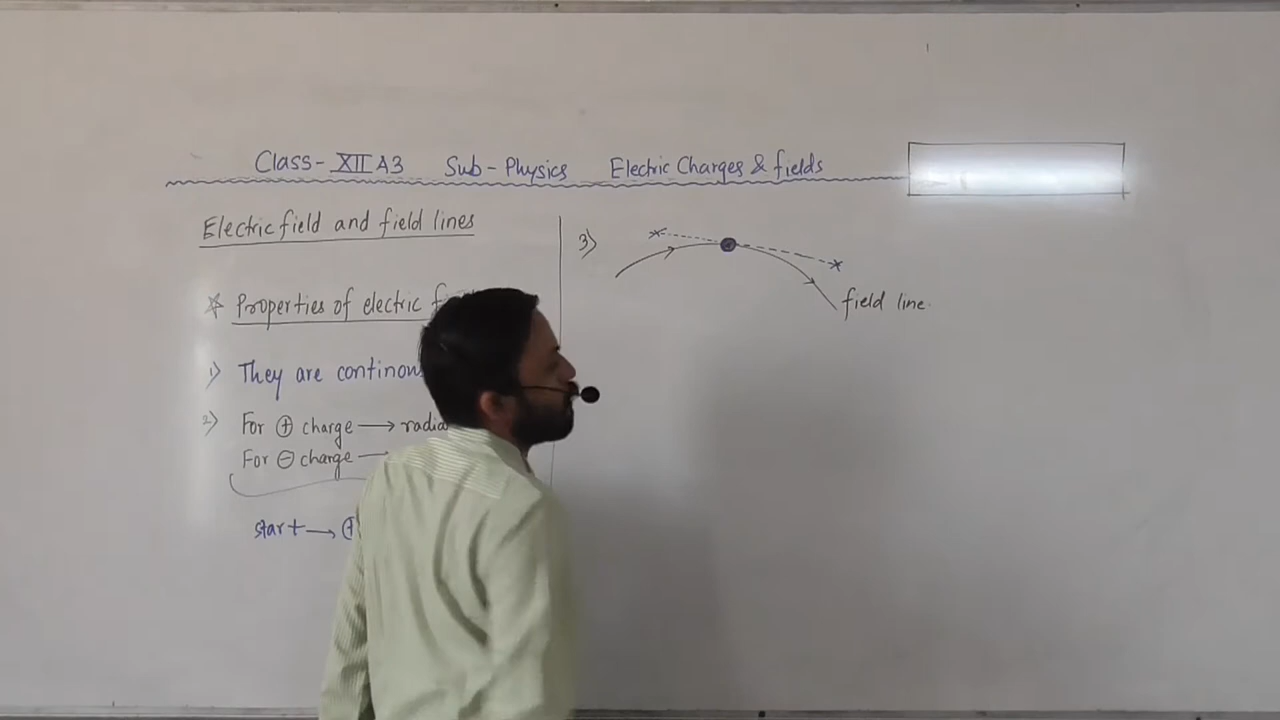 Class - XII A3 Sub - Physics Electric Charges & fields
Electric field and field lines
* Properties of electric
1) They are continou
2) For ⊕ charge → radia
For ⊖ charge →
start → ⊕
3)
field line.